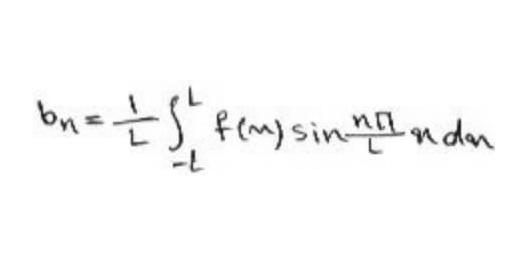 bₙ = 1/L ∫_{-L}^{L} f(x) sin nπ/L x dx